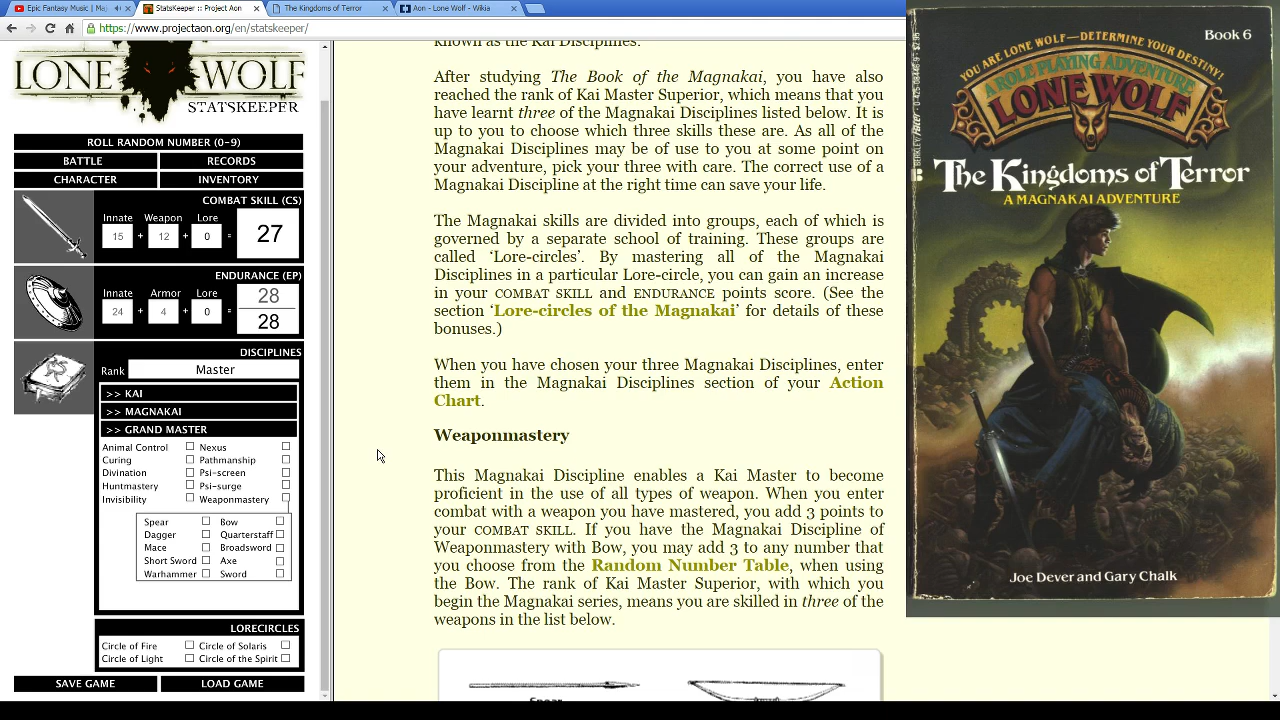 Epic Fantasy Music | Ma
StatsKeeper :: Project Aon
The Kingdoms of Terror
Aon - Lone Wolf - Wikia
https://www.projectaon.org/en/statskeeper/
LONE WOLF
STATSKEEPER
ROLL RANDOM NUMBER (0-9)
BATTLE
RECORDS
CHARACTER
INVENTORY
COMBAT SKILL (CS)
Innate Weapon Lore
15 + 12 + 0 = 27
ENDURANCE (EP)
Innate Armor Lore
28
24 + 4 + 0 =
28
DISCIPLINES
Rank Master
>> KAI
>> MAGNAKAI
>> GRAND MASTER
Animal Control Nexus
Curing Pathmanship
Divination Psi-screen
Huntmastery Psi-surge
Invisibility Weaponmastery
Spear Bow
Dagger Quarterstaff
Mace Broadsword
Short Sword Axe
Warhammer Sword
LORECIRCLES
Circle of Fire Circle of Solaris
Circle of Light Circle of the Spirit
SAVE GAME
LOAD GAME
known as the Kai Disciplines.
After studying The Book of the Magnakai, you have also
reached the rank of Kai Master Superior, which means that you
have learnt three of the Magnakai Disciplines listed below. It is
up to you to choose which three skills these are. As all of the
Magnakai Disciplines may be of use to you at some point on
your adventure, pick your three with care. The correct use of a
Magnakai Discipline at the right time can save your life.
The Magnakai skills are divided into groups, each of which is
governed by a separate school of training. These groups are
called ‘Lore-circles’. By mastering all of the Magnakai
Disciplines in a particular Lore-circle, you can gain an increase
in your COMBAT SKILL and ENDURANCE points score. (See the
section ‘Lore-circles of the Magnakai’ for details of these
bonuses.)
When you have chosen your three Magnakai Disciplines, enter
them in the Magnakai Disciplines section of your Action
Chart.
Weaponmastery
This Magnakai Discipline enables a Kai Master to become
proficient in the use of all types of weapon. When you enter
combat with a weapon you have mastered, you add 3 points to
your COMBAT SKILL. If you have the Magnakai Discipline of
Weaponmastery with Bow, you may add 3 to any number that
you choose from the Random Number Table, when using
the Bow. The rank of Kai Master Superior, with which you
begin the Magnakai series, means you are skilled in three of the
weapons in the list below.
Spear
Book 6
YOU ARE LONE WOLF—DETERMINE YOUR DESTINY!
A ROLE PLAYING ADVENTURE
LONE WOLF
The Kingdoms of Terror
A MAGNAKAI ADVENTURE
Joe Dever and Gary Chalk